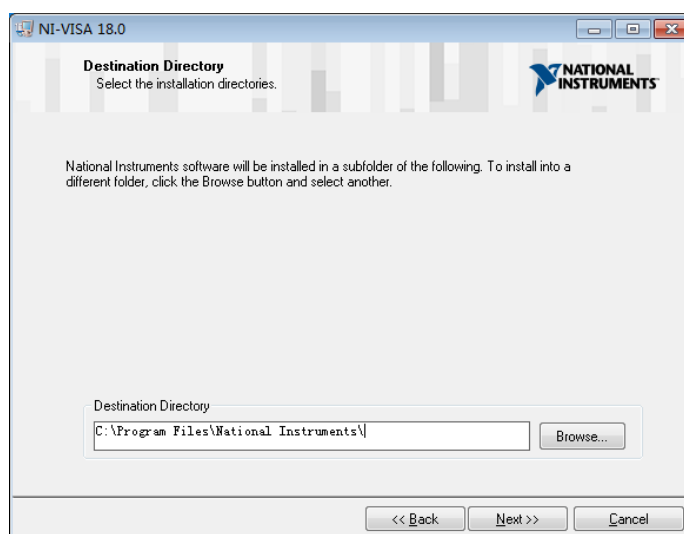 NI-VISA 18.0
Destination Directory
Select the installation directories.
NATIONAL
INSTRUMENTS
National Instruments software will be installed in a subfolder of the following. To install into a
different folder, click the Browse button and select another.
Destination Directory
C:\Program Files\National Instruments\
Browse...
<< Back
Next >>
Cancel